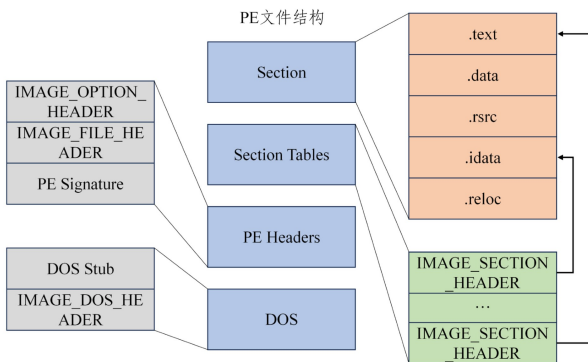 PE文件结构
IMAGE_OPTION_
HEADER
IMAGE_FILE_HE
ADER
PE Signature
DOS Stub
IMAGE_DOS_HE
ADER
Section
Section Tables
PE Headers
DOS
.text
.data
.rsrc
.idata
.reloc
IMAGE_SECTION
_HEADER
...
IMAGE_SECTION
_HEADER